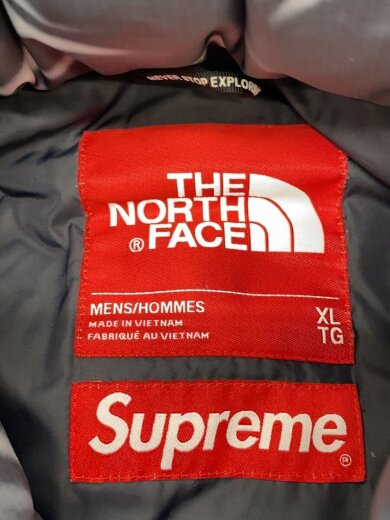 NEVER STOP EXPLORING
THE
NORTH
FACE
®
MENS/HOMMES
XL
MADE IN VIETNAM
TG
FABRIQUÉ AU VIETNAM
Supreme
®